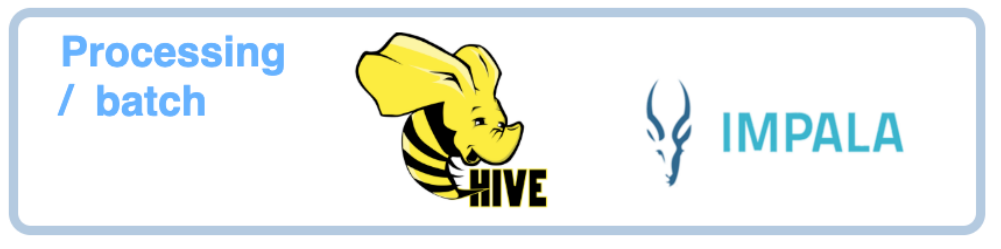 Processing
/ batch
HIVE
IMPALA